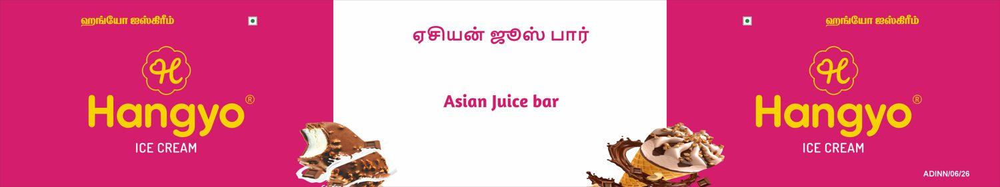 ஹங்யோ ஐஸ்கிரீம்
H
Hangyo®
ICE CREAM
ஏசியன் ஜூஸ் பார்
Asian Juice bar
ஹங்யோ ஐஸ்கிரீம்
H
Hangyo®
ICE CREAM
ADINN/06/26